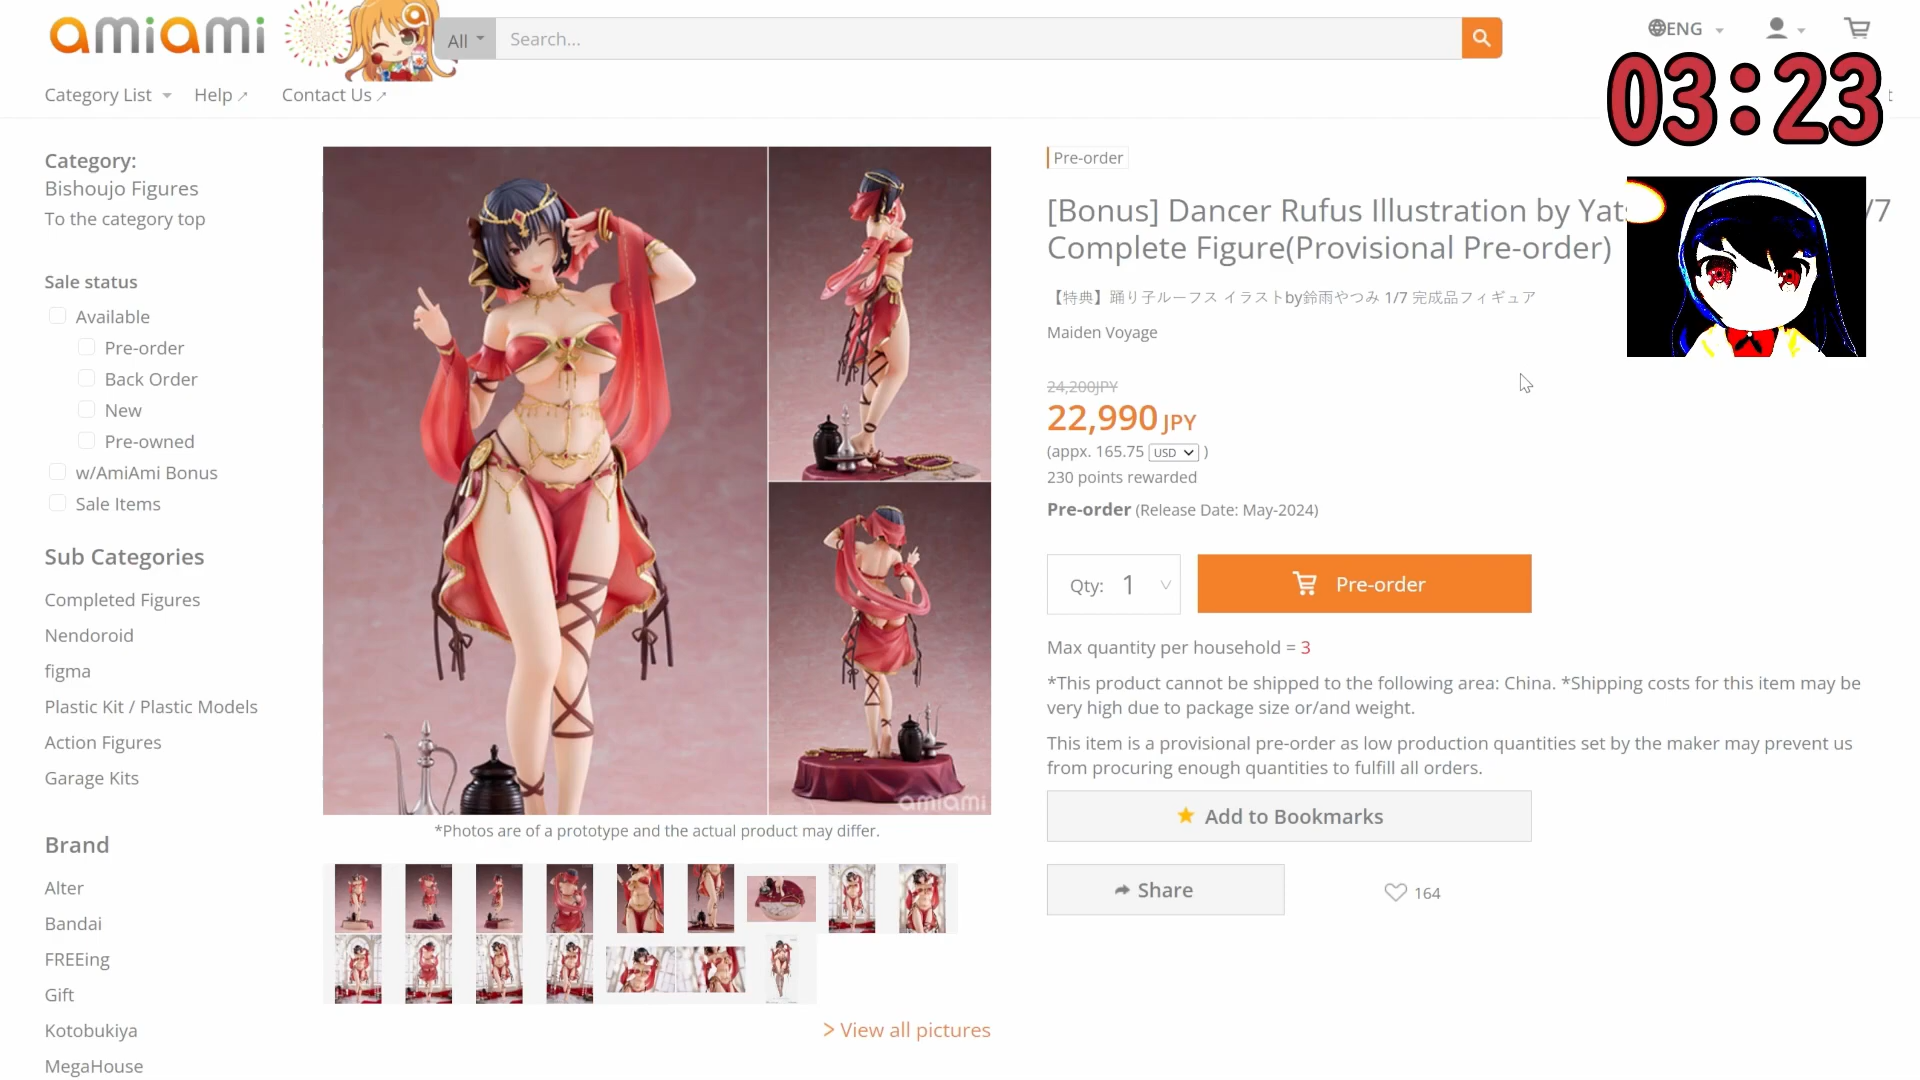 amiami
All
Search...
ENG
Category List
Help
Contact Us
03:23
Category:
Bishoujo Figures
To the category top
Sale status
Available
Pre-order
Back Order
New
Pre-owned
w/AmiAmi Bonus
Sale Items
Sub Categories
Completed Figures
Nendoroid
figma
Plastic Kit / Plastic Models
Action Figures
Garage Kits
Brand
Alter
Bandai
FREEing
Gift
Kotobukiya
MegaHouse
amiami
*Photos are of a prototype and the actual product may differ.
> View all pictures
Pre-order
[Bonus] Dancer Rufus Illustration by /7
Complete Figure(Provisional Pre-order)
【特典】踊り子ルーフス イラストby鈴雨やつみ 1/7 完成品フィギュア
Maiden Voyage
24,200JPY
22,990 JPY
(appx. 165.75 USD )
230 points rewarded
Pre-order (Release Date: May-2024)
Qty: 1
Pre-order
Max quantity per household = 3
*This product cannot be shipped to the following area: China. *Shipping costs for this item may be
very high due to package size or/and weight.
This item is a provisional pre-order as low production quantities set by the maker may prevent us
from procuring enough quantities to fulfill all orders.
Add to Bookmarks
Share
164